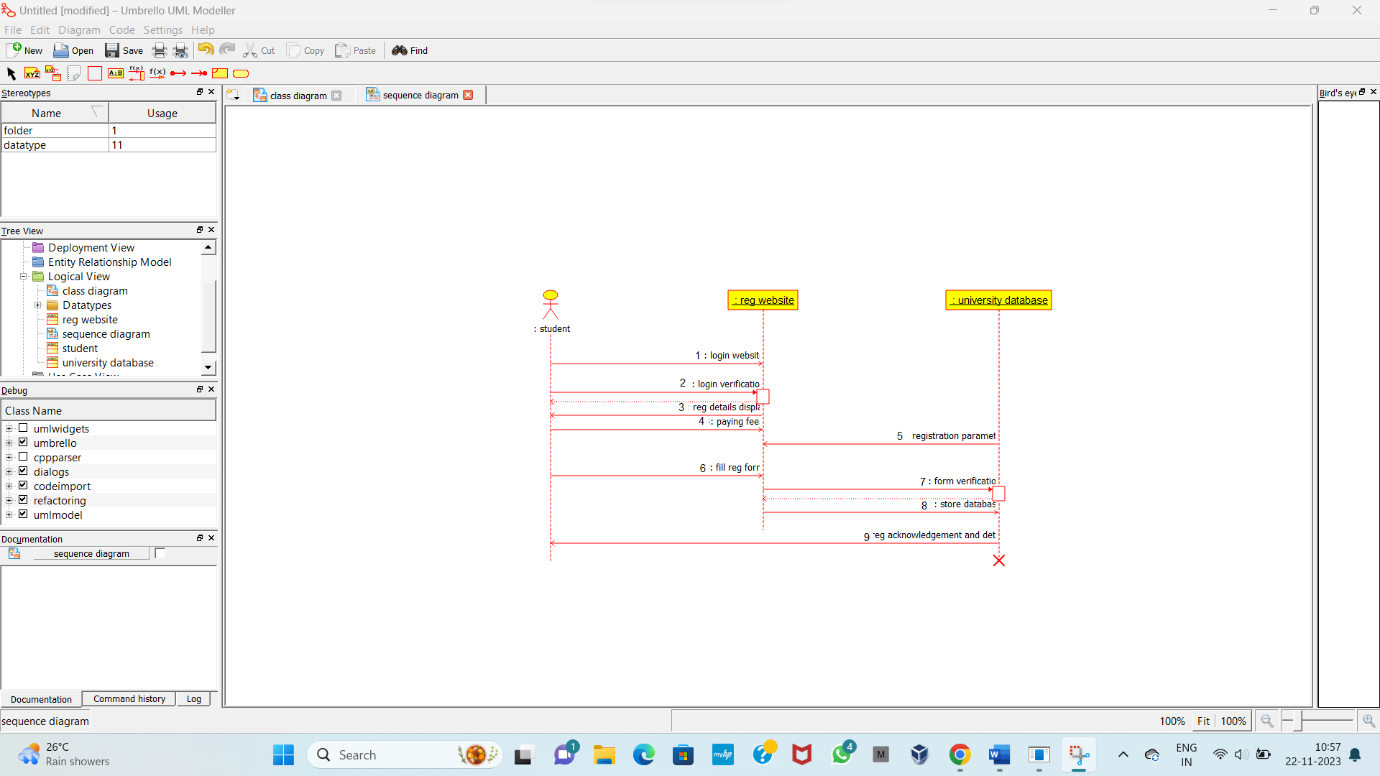 Untitled [modified] – Umbrello UML Modeller
File Edit Diagram Code Settings Help
New Open Save Cut Copy Paste Find
XYZ A:B f(x) f(x)
Stereotypes
class diagram sequence diagram
Bird's eye
Name Usage
folder 1
datatype 11
Tree View
Deployment View
Entity Relationship Model
Logical View
class diagram
Datatypes
reg website
sequence diagram
student
university database
Debug
Class Name
umlwidgets
umbrello
cppparser
dialogs
codeimport
refactoring
umlmodel
Documentation
sequence diagram
Documentation Command history Log
: student
: reg website
: university database
1 : login websit
2 : login verificatio
3 reg details displa
4 : paying fee
5 registration paramet
6 : fill reg forr
7 : form verificatio
8 : store databas
9 eg acknowledgement and det
sequence diagram
100% Fit 100%
26°C
Rain showers
Search
1
myhp
4
M
W
ENG
IN
10:57
22-11-2023